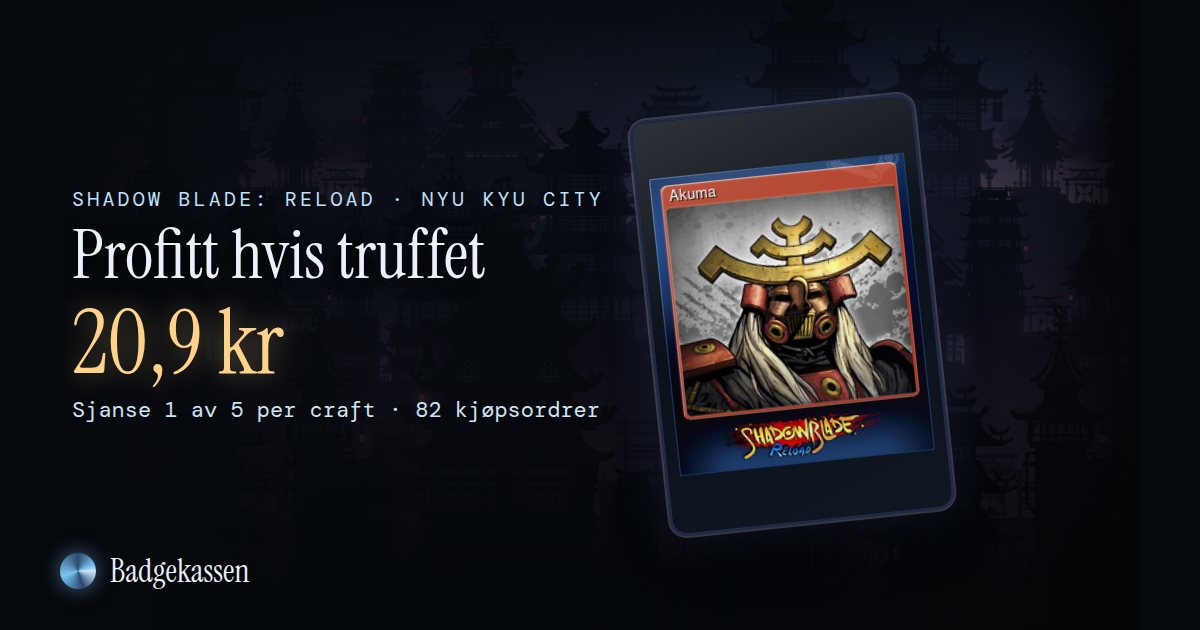 SHADOW BLADE: RELOAD · NYU KYU CITY
Profitt hvis truffet
20,9 kr
Sjanse 1 av 5 per craft · 82 kjøpsordrer
Akuma
SHADOWBLADE
RELOAD
Badgekassen